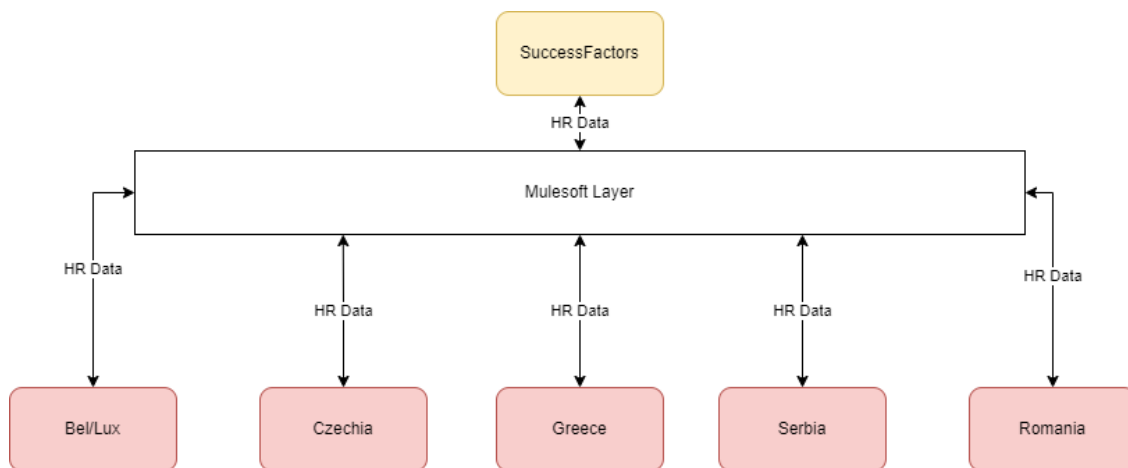 SuccessFactors
HR Data
Mulesoft Layer
HR Data
HR Data
HR Data
HR Data
HR Data
Bel/Lux
Czechia
Greece
Serbia
Romania